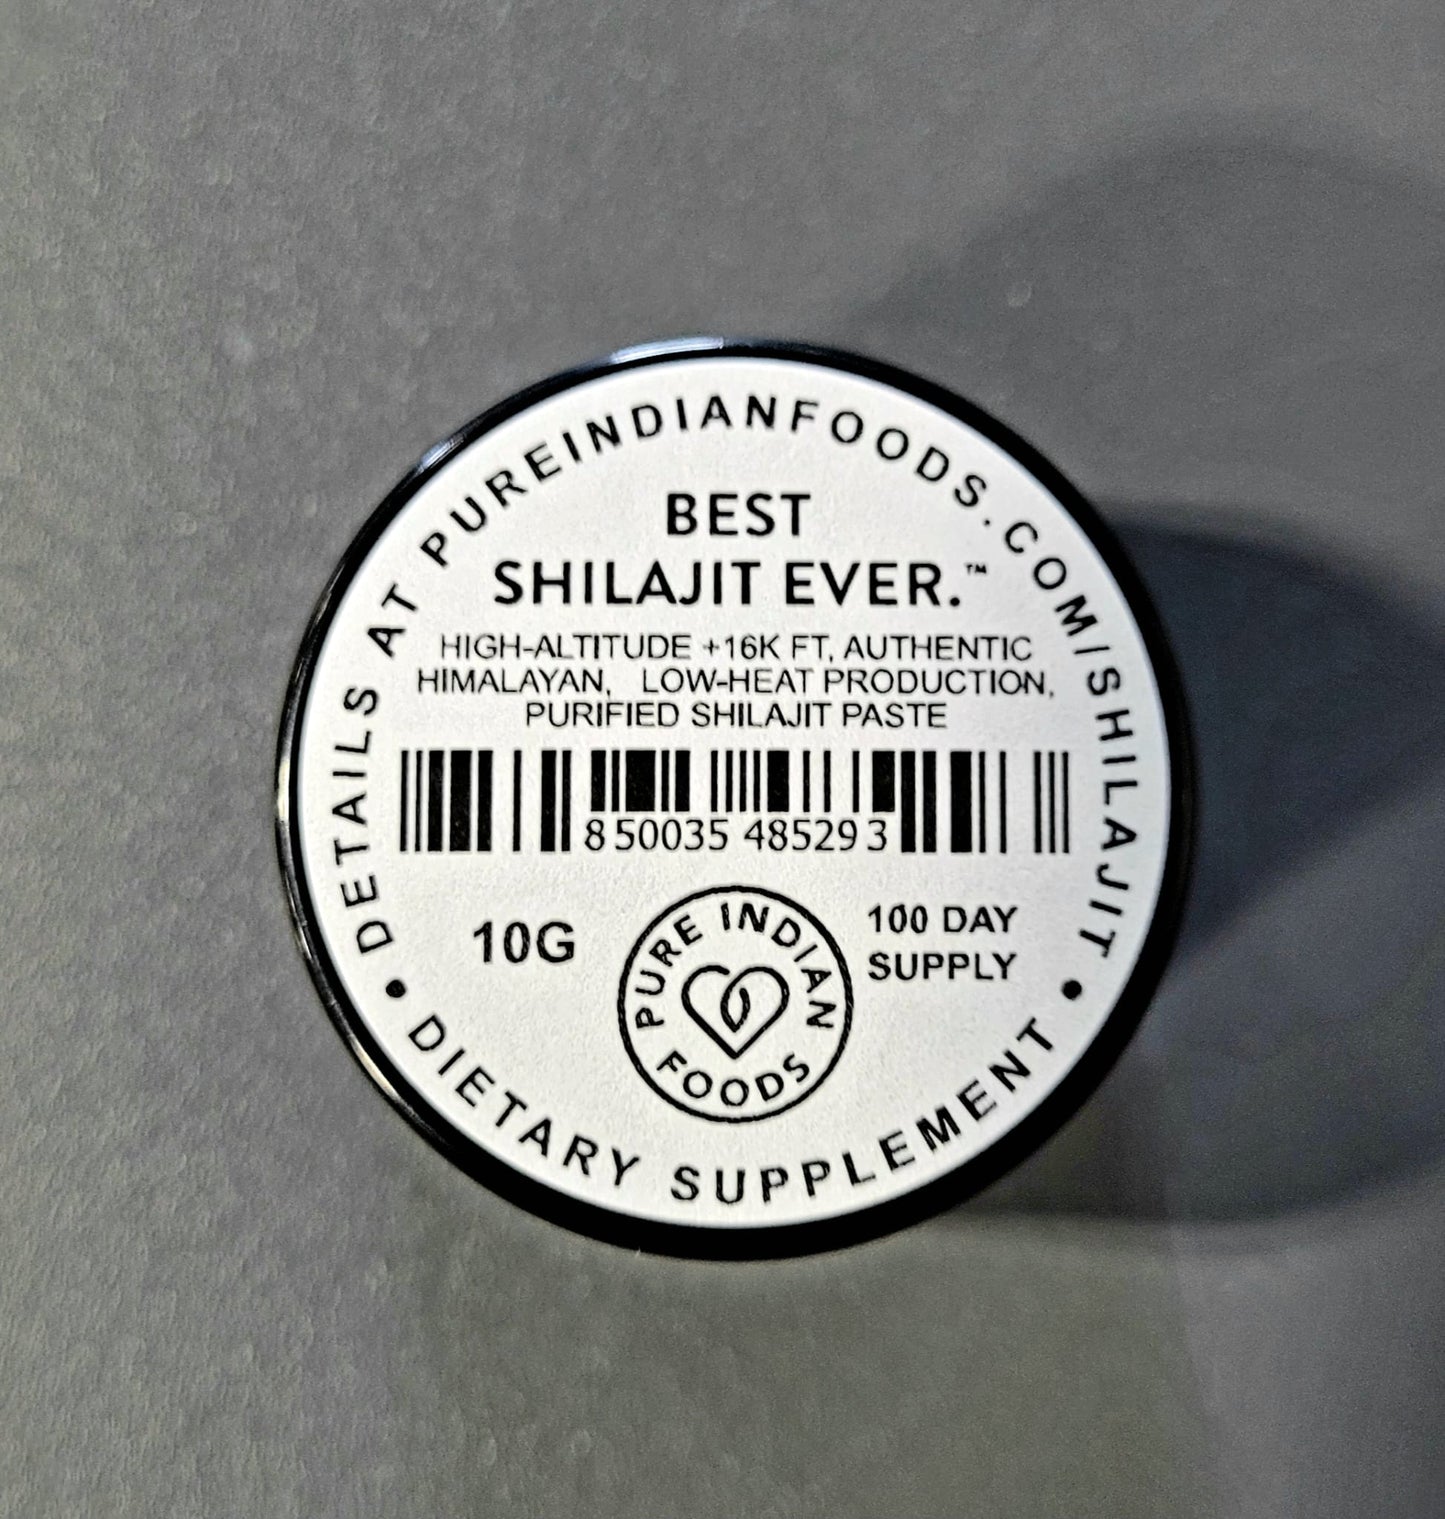 • DETAILS AT PUREINDIANFOODS.COM/SHILAJIT •
BEST
SHILAJIT EVER.™
HIGH-ALTITUDE +16K FT, AUTHENTIC
HIMALAYAN, LOW-HEAT PRODUCTION,
PURIFIED SHILAJIT PASTE
8 50035 48529 3
10G
PURE INDIAN
FOODS
100 DAY
SUPPLY
DIETARY SUPPLEMENT